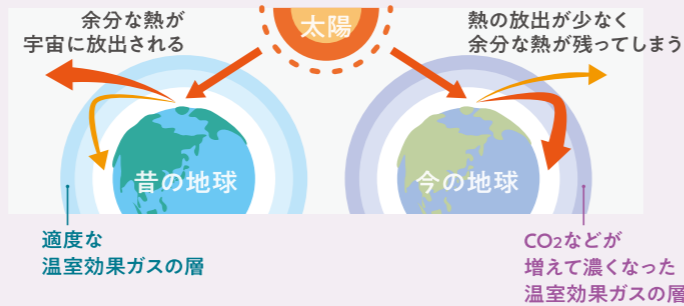 余分な熱が
宇宙に放出される
太陽
熱の放出が少なく
余分な熱が残ってしまう
昔の地球
今の地球
適度な
温室効果ガスの層
CO2などが
増えて濃くなった
温室効果ガスの層